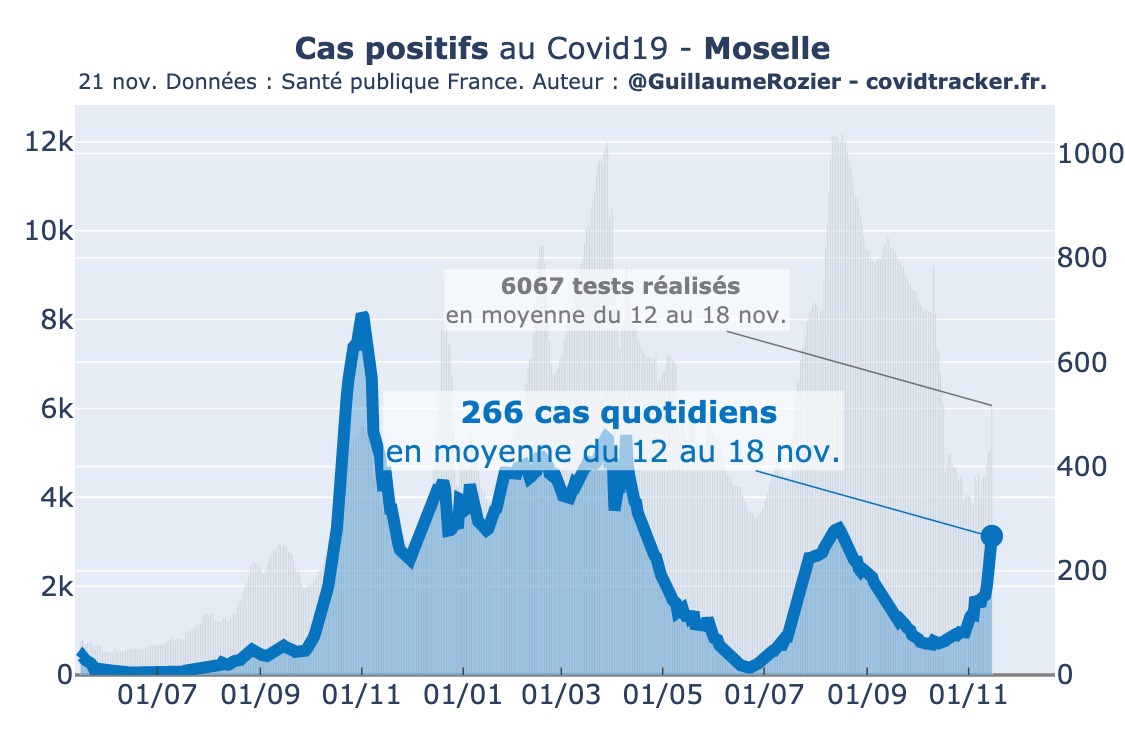 Cas positifs au Covid19 - Moselle
21 nov. Données : Santé publique France. Auteur : @GuillaumeRozier - covidtracker.fr.
12k
1000
10k
800
6067 tests réalisés
en moyenne du 12 au 18 nov.
8k
600
6k
266 cas quotidiens
en moyenne du 12 au 18 nov.
400
4k
200
2k
0
0
01/07 01/09 01/11 01/01 01/03 01/05 01/07 01/09 01/11